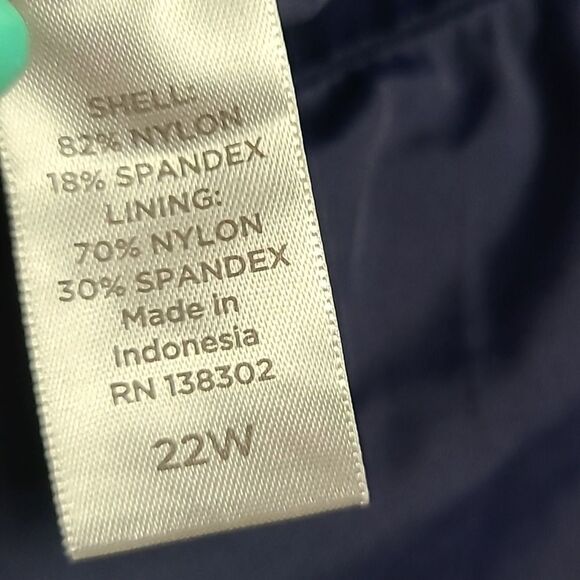 SHELL:
82% NYLON
18% SPANDEX
LINING:
70% NYLON
30% SPANDEX
Made in
Indonesia
RN 138302
22W